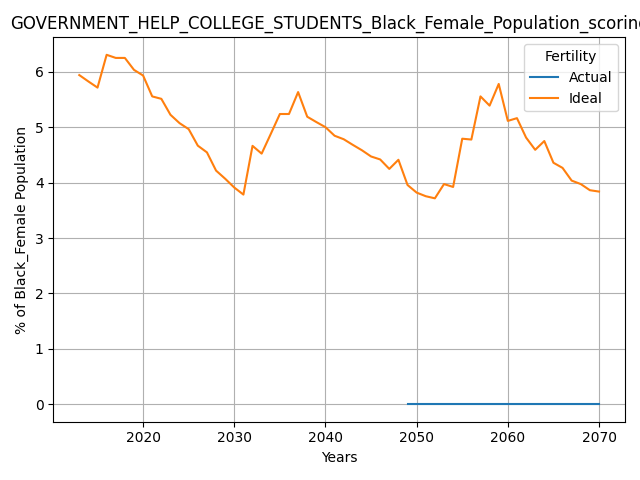 GOVERNMENT_HELP_COLLEGE_STUDENTS_Black_Female_Population_scoring
Fertility
Actual
Ideal
% of Black_Female Population
6
5
4
3
2
1
0
2020 2030 2040 2050 2060 2070
Years